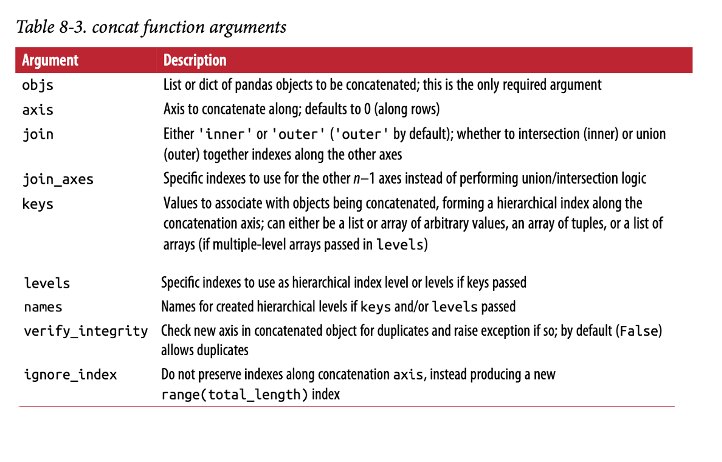 Table 8-3. concat function arguments
Argument Description
objs List or dict of pandas objects to be concatenated; this is the only required argument
axis Axis to concatenate along; defaults to 0 (along rows)
join Either 'inner' or 'outer' ('outer' by default); whether to intersection (inner) or union
(outer) together indexes along the other axes
join_axes Specific indexes to use for the other n–1 axes instead of performing union/intersection logic
keys Values to associate with objects being concatenated, forming a hierarchical index along the
concatenation axis; can either be a list or array of arbitrary values, an array of tuples, or a list of
arrays (if multiple-level arrays passed in levels)
levels Specific indexes to use as hierarchical index level or levels if keys passed
names Names for created hierarchical levels if keys and/or levels passed
verify_integrity Check new axis in concatenated object for duplicates and raise exception if so; by default (False)
allows duplicates
ignore_index Do not preserve indexes along concatenation axis, instead producing a new
range(total_length) index